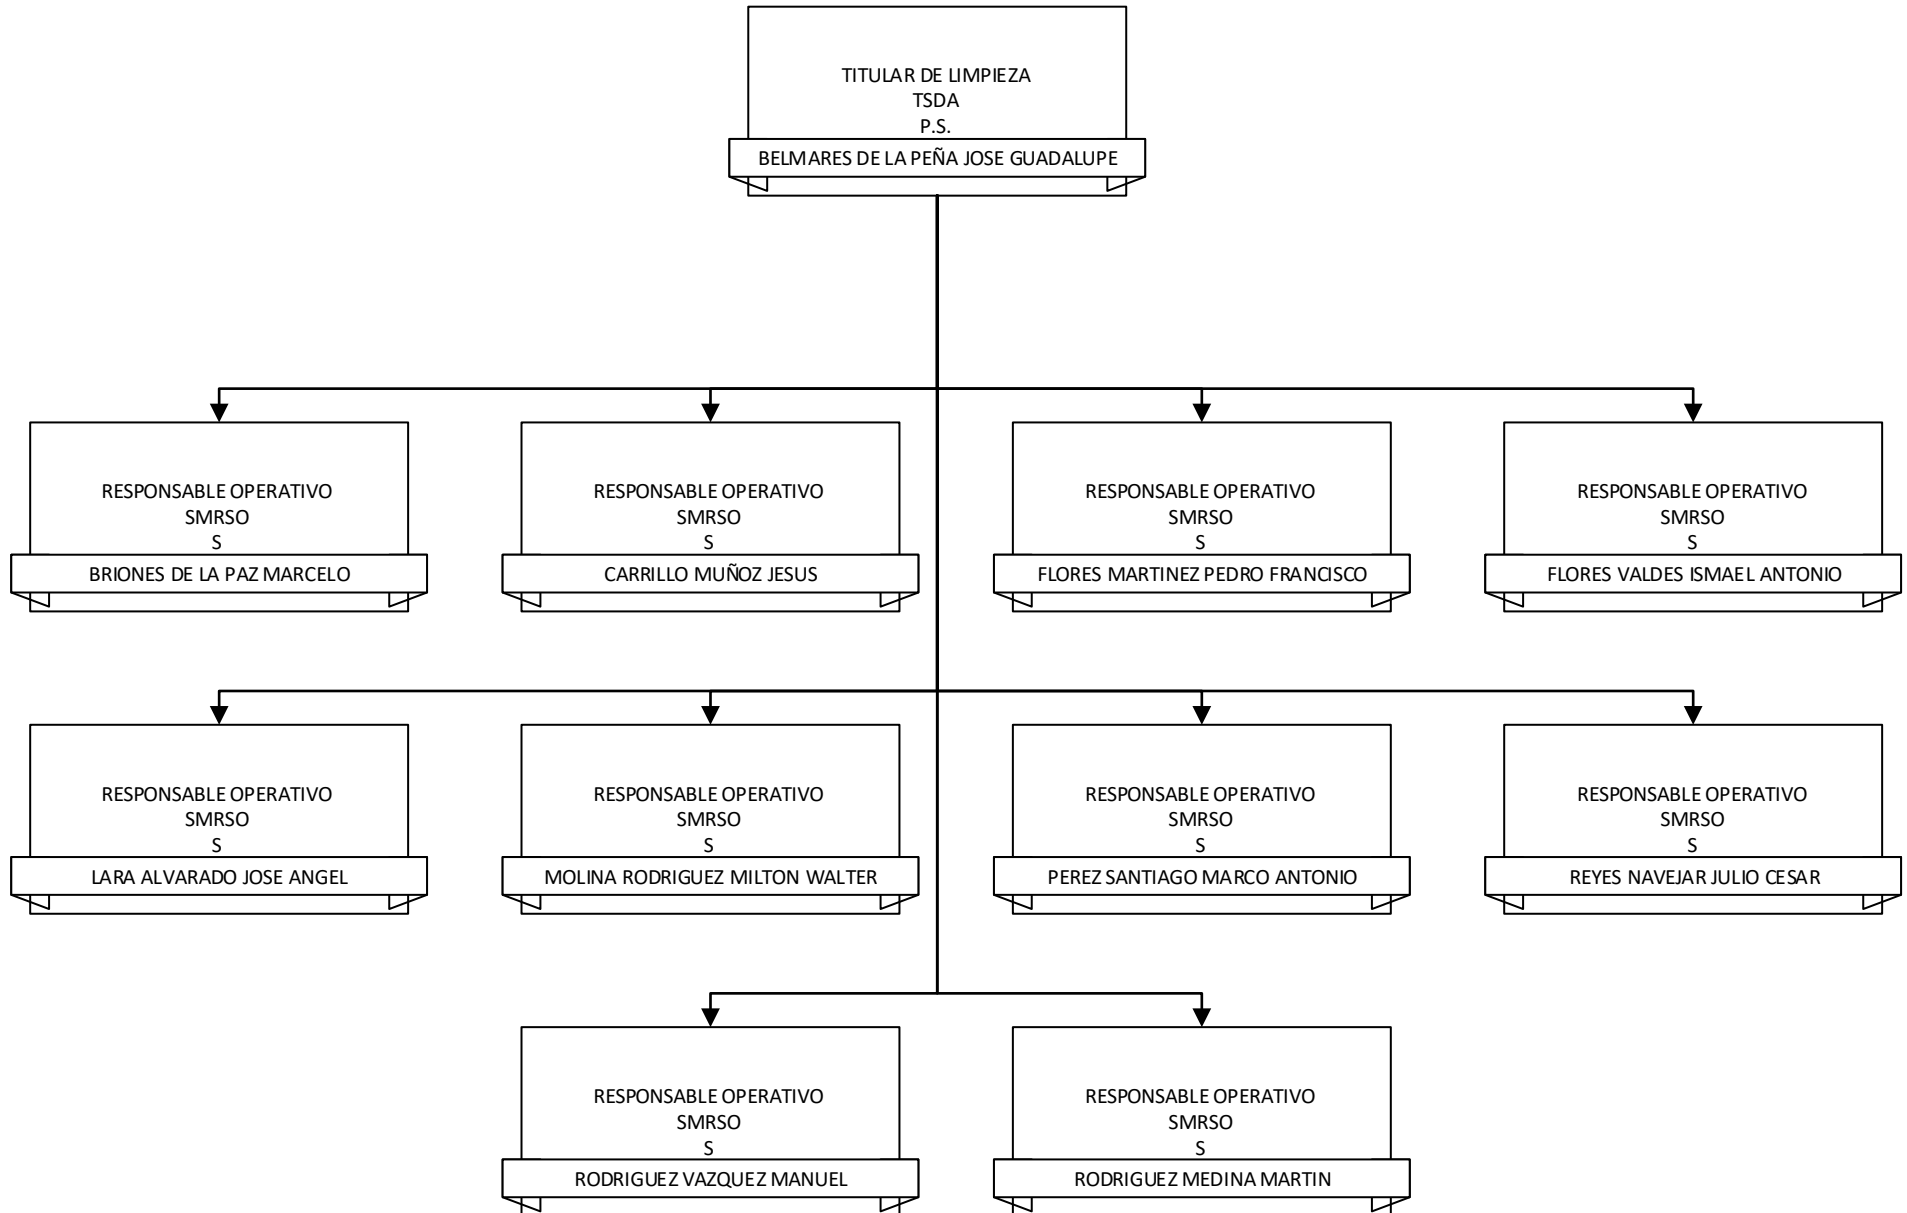 TITULAR DE LIMPIEZA
TSDA
P.S.
BELMARES DE LA PEÑA JOSE GUADALUPE
RESPONSABLE OPERATIVO
SMRSO
S
BRIONES DE LA PAZ MARCELO
RESPONSABLE OPERATIVO
SMRSO
S
CARRILLO MUÑOZ JESUS
RESPONSABLE OPERATIVO
SMRSO
S
FLORES MARTINEZ PEDRO FRANCISCO
RESPONSABLE OPERATIVO
SMRSO
S
FLORES VALDES ISMAEL ANTONIO
RESPONSABLE OPERATIVO
SMRSO
S
LARA ALVARADO JOSE ANGEL
RESPONSABLE OPERATIVO
SMRSO
S
MOLINA RODRIGUEZ MILTON WALTER
RESPONSABLE OPERATIVO
SMRSO
S
PEREZ SANTIAGO MARCO ANTONIO
RESPONSABLE OPERATIVO
SMRSO
S
REYES NAVEJAR JULIO CESAR
RESPONSABLE OPERATIVO
SMRSO
S
RODRIGUEZ VAZQUEZ MANUEL
RESPONSABLE OPERATIVO
SMRSO
S
RODRIGUEZ MEDINA MARTIN